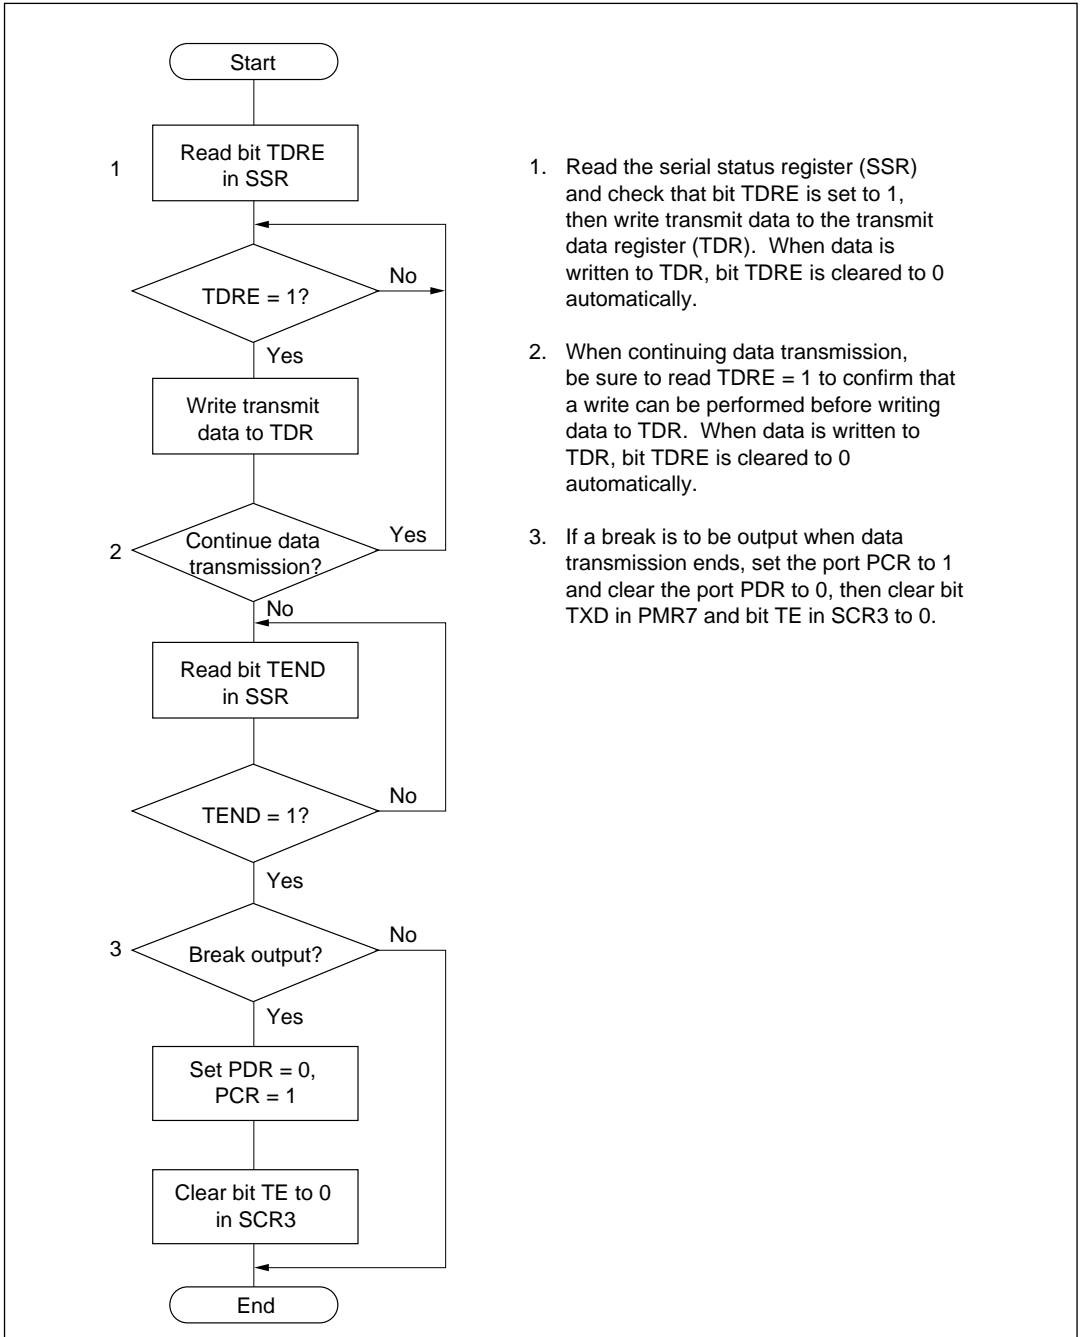 Start
1
Read bit TDRE
in SSR
TDRE = 1?
No
Yes
Write transmit
data to TDR
2
Continue data
transmission?
Yes
No
Read bit TEND
in SSR
TEND = 1?
No
Yes
3
Break output?
No
Yes
Set PDR = 0,
PCR = 1
Clear bit TE to 0
in SCR3
End
1. Read the serial status register (SSR)
and check that bit TDRE is set to 1,
then write transmit data to the transmit
data register (TDR). When data is
written to TDR, bit TDRE is cleared to 0
automatically.
2. When continuing data transmission,
be sure to read TDRE = 1 to confirm that
a write can be performed before writing
data to TDR. When data is written to
TDR, bit TDRE is cleared to 0
automatically.
3. If a break is to be output when data
transmission ends, set the port PCR to 1
and clear the port PDR to 0, then clear bit
TXD in PMR7 and bit TE in SCR3 to 0.